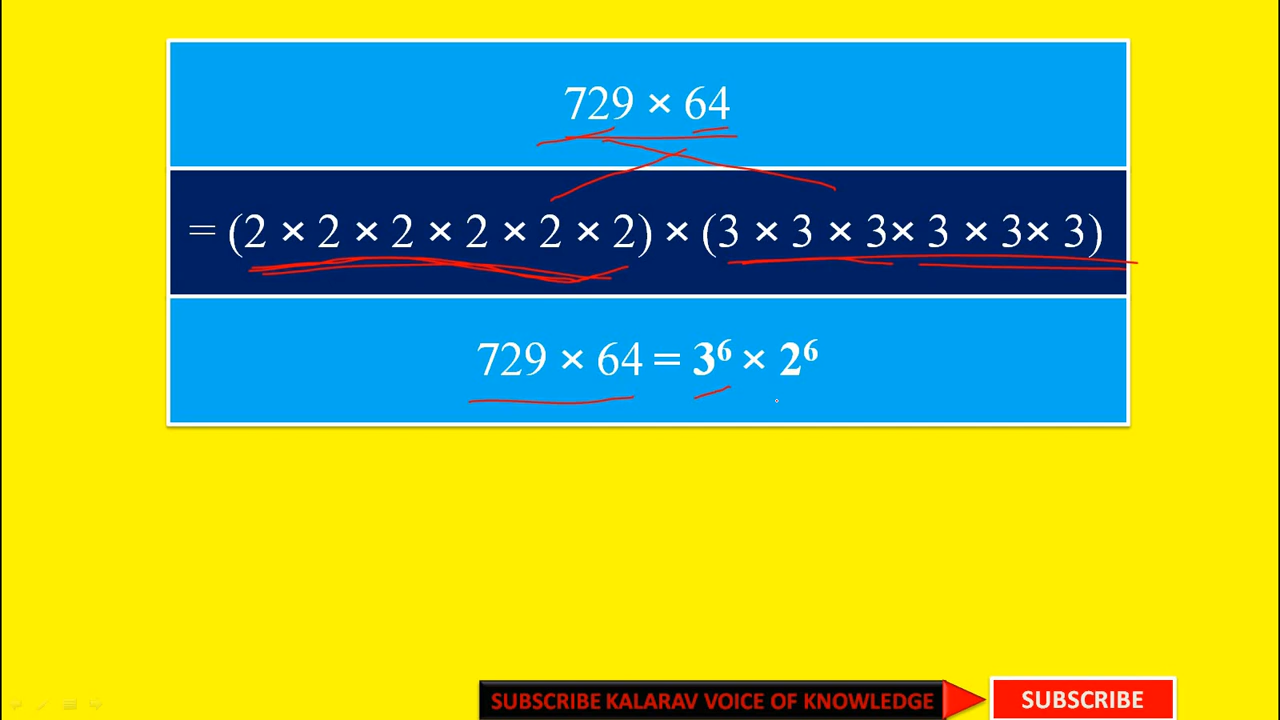 729 × 64
= (2 × 2 × 2 × 2 × 2 × 2) × (3 × 3 × 3× 3 × 3× 3)
729 × 64 = 3⁶ × 2⁶
SUBSCRIBE KALARAV VOICE OF KNOWLEDGE
SUBSCRIBE